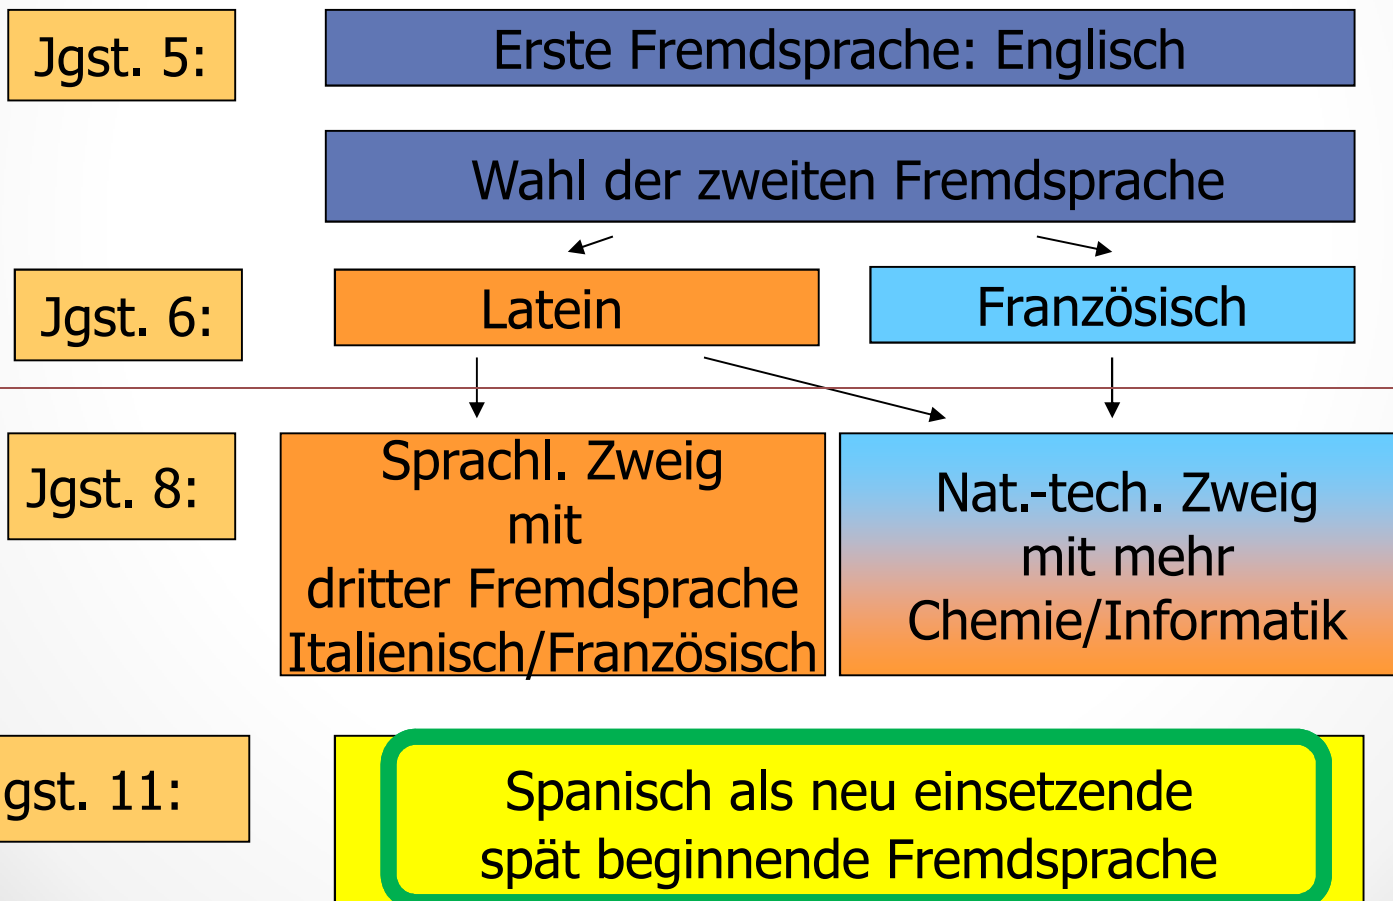 Jgst. 5:
Erste Fremdsprache: Englisch
Wahl der zweiten Fremdsprache
Jgst. 6:
Latein
Französisch
Jgst. 8:
Sprachl. Zweig
mit
dritter Fremdsprache
Italienisch/Französisch
Nat.-tech. Zweig
mit mehr
Chemie/Informatik
gst. 11:
Spanisch als neu einsetzende
spät beginnende Fremdsprache